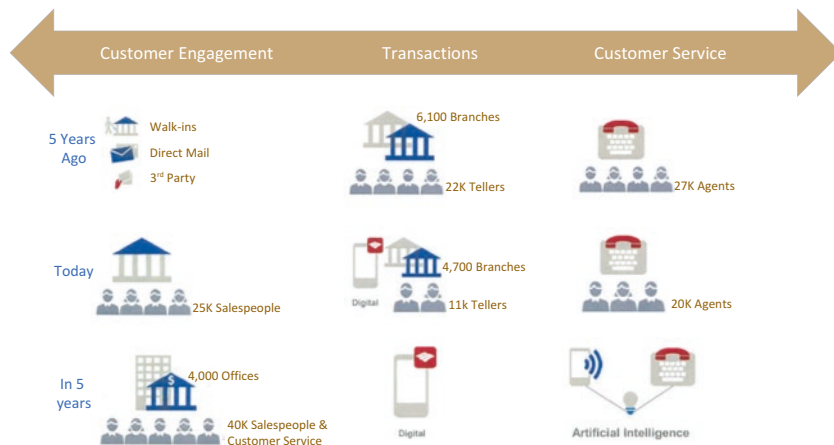 Customer Engagement
Transactions
Customer Service
5 Years
Ago
Walk-ins
Direct Mail
3rd Party
6,100 Branches
22K Tellers
27K Agents
Today
25K Salespeople
Digital
4,700 Branches
11k Tellers
20K Agents
In 5
years
$
4,000 Offices
40K Salespeople &
Customer Service
Digital
Artificial Intelligence